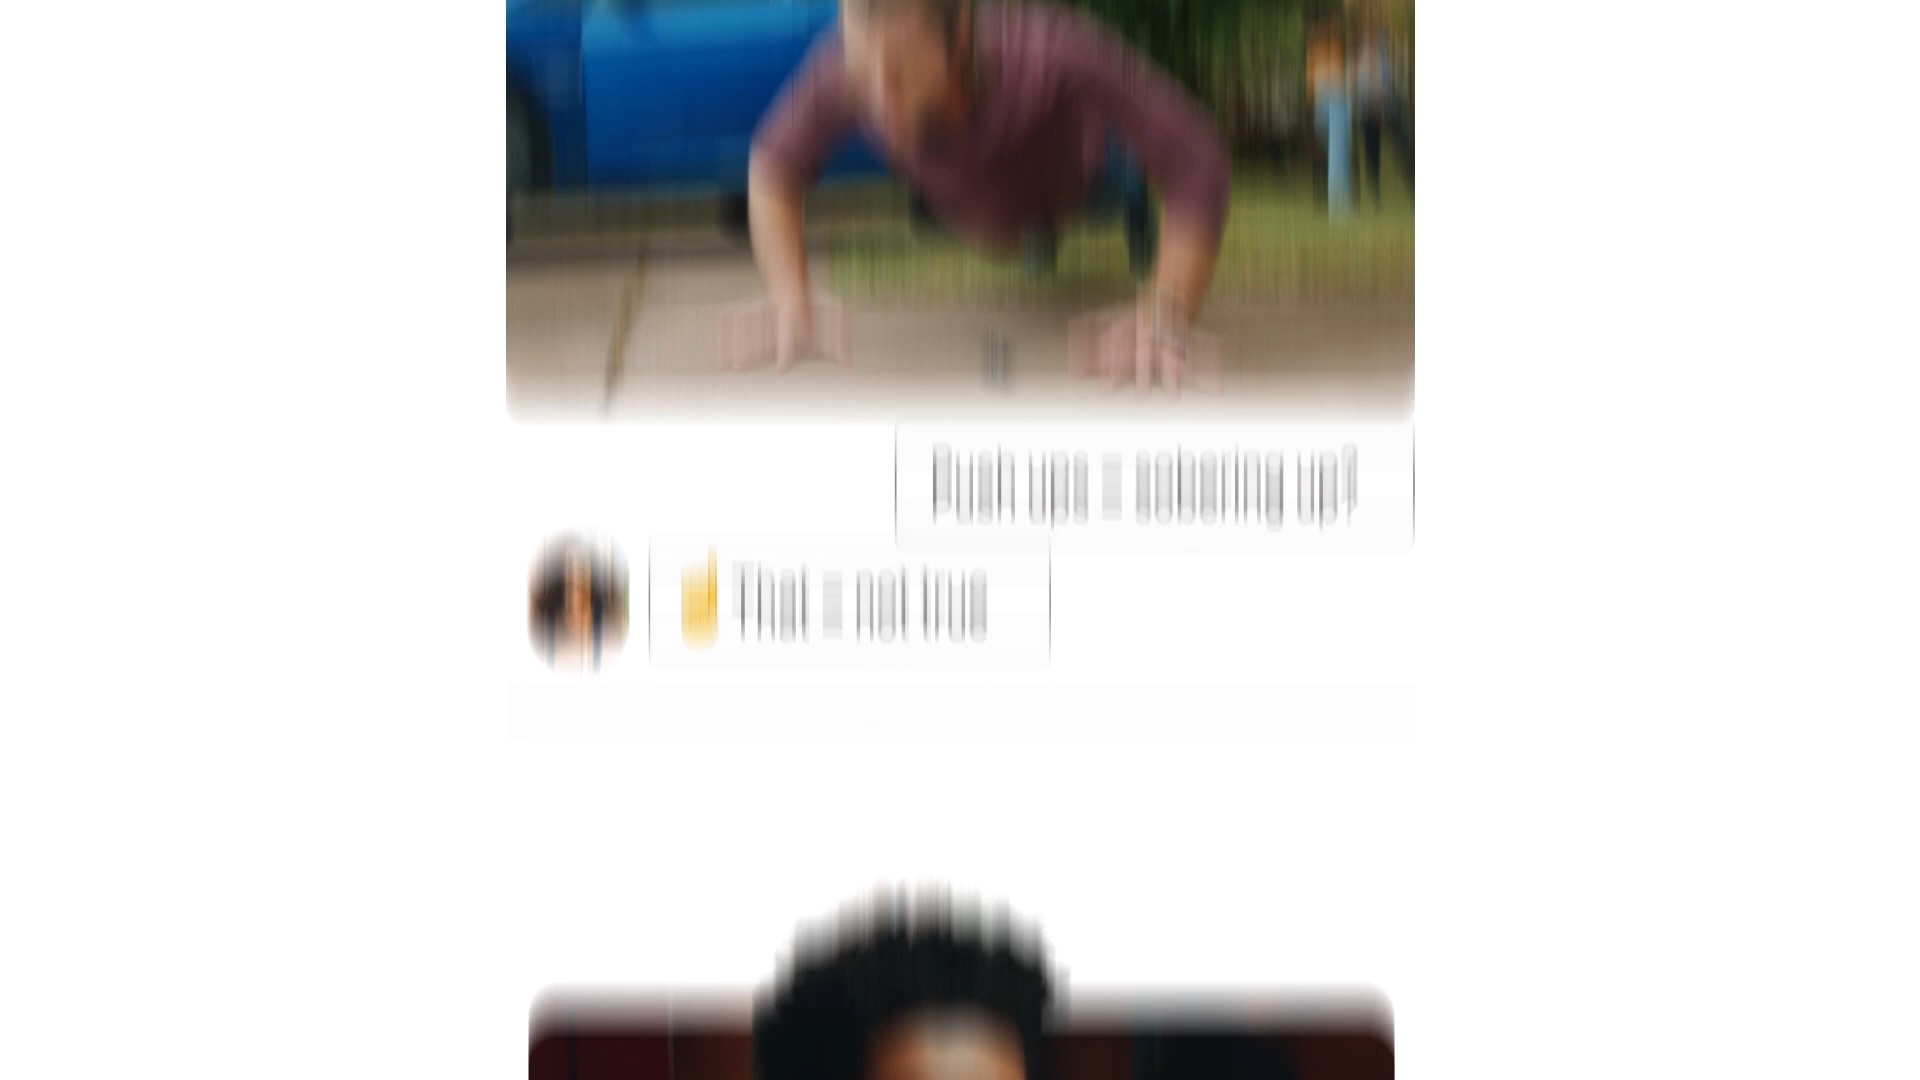 Push ups = sobering up?
☝️ That = not true